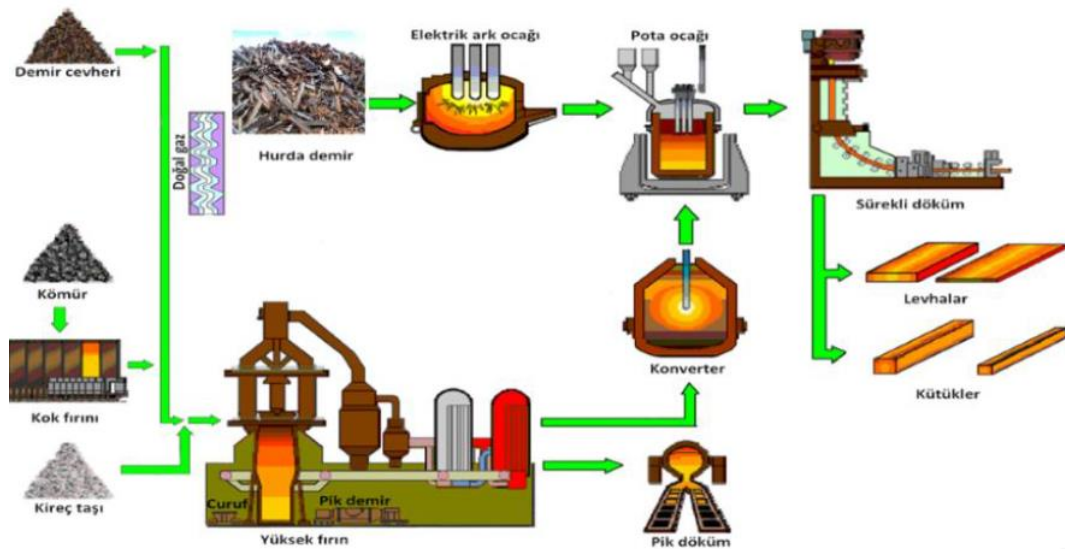 Demir cevheri
Doğal gaz
Hurda demir
Elektrik ark ocağı
Pota ocağı
Sürekli döküm
Kömür
Kok fırını
Kireç taşı
Konverter
Levhalar
Kütükler
Curuf
Pik demir
Yüksek fırın
Pik döküm